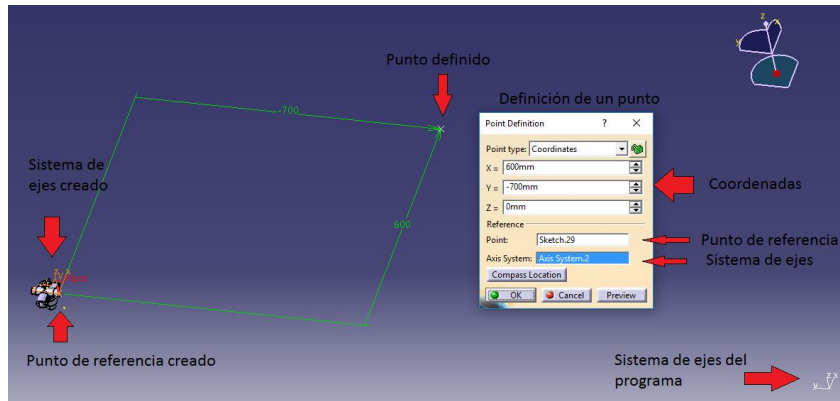 Punto definido
z
y
x
-700
Definición de un punto
Point Definition ? ×
Point type: Coordinates
Sistema de
ejes creado
X = 600mm
Y = -700mm
Coordenadas
Z = 0mm
Reference
600
Point: Sketch.29
Punto de referencia
Axis System: Axis System.2
Sistema de ejes
Compass Location
OK Cancel Preview
z x
y
Punto de referencia creado
Sistema de ejes del
programa
z x
y